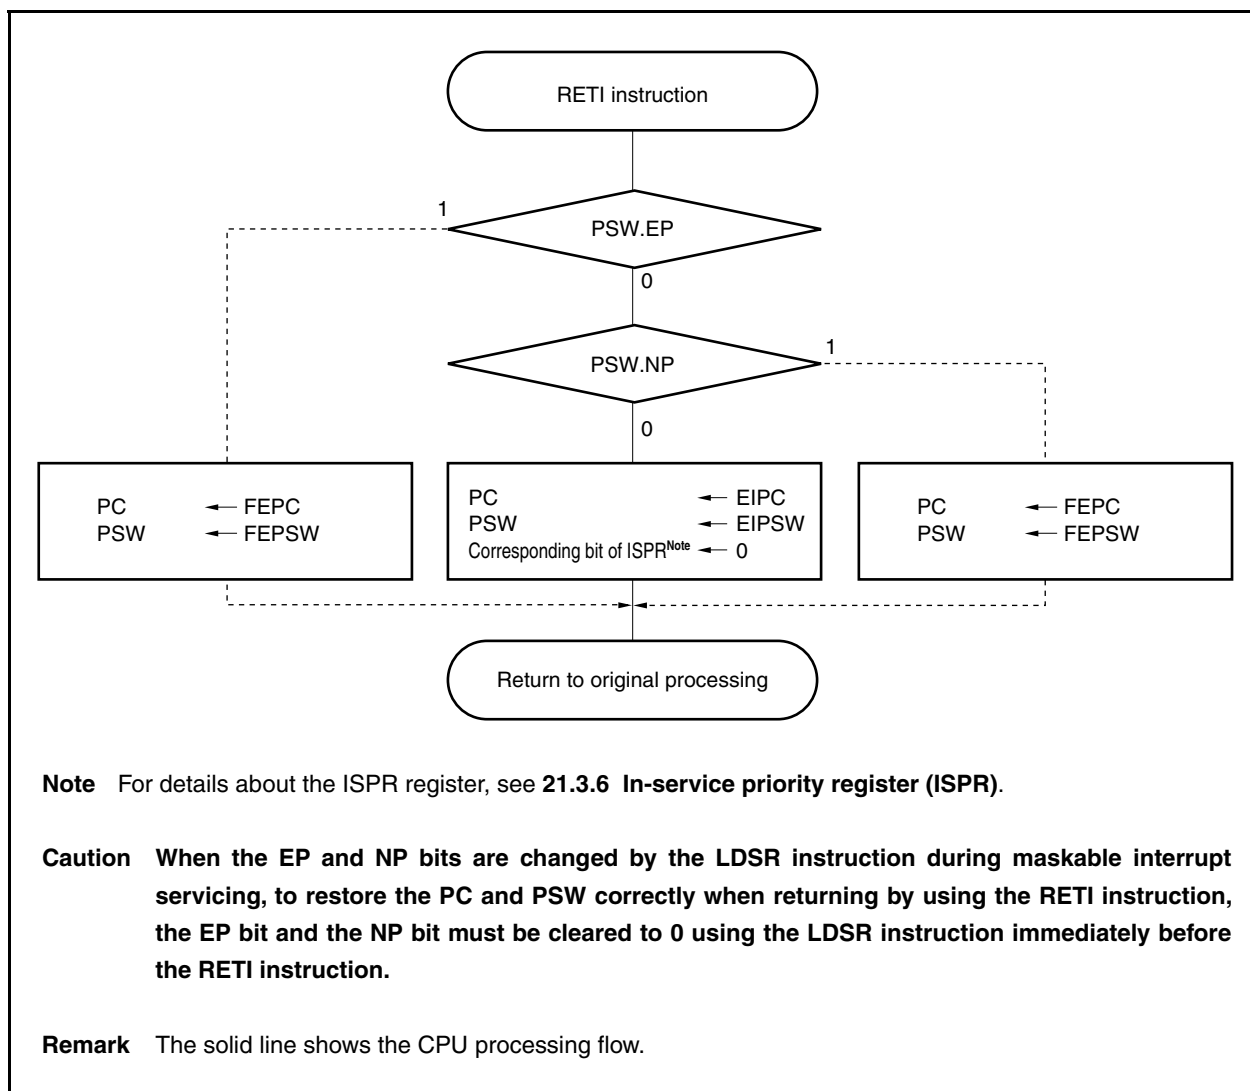 RETI instruction
1
PSW.EP
0
PSW.NP
1
0
PC ← FEPC
PSW ← FEPSW
PC ← EIPC
PSW ← EIPSW
Corresponding bit of ISPRNote ← 0
PC ← FEPC
PSW ← FEPSW
Return to original processing
Note For details about the ISPR register, see 21.3.6 In-service priority register (ISPR).
Caution When the EP and NP bits are changed by the LDSR instruction during maskable interrupt
servicing, to restore the PC and PSW correctly when returning by using the RETI instruction,
the EP bit and the NP bit must be cleared to 0 using the LDSR instruction immediately before
the RETI instruction.
Remark The solid line shows the CPU processing flow.